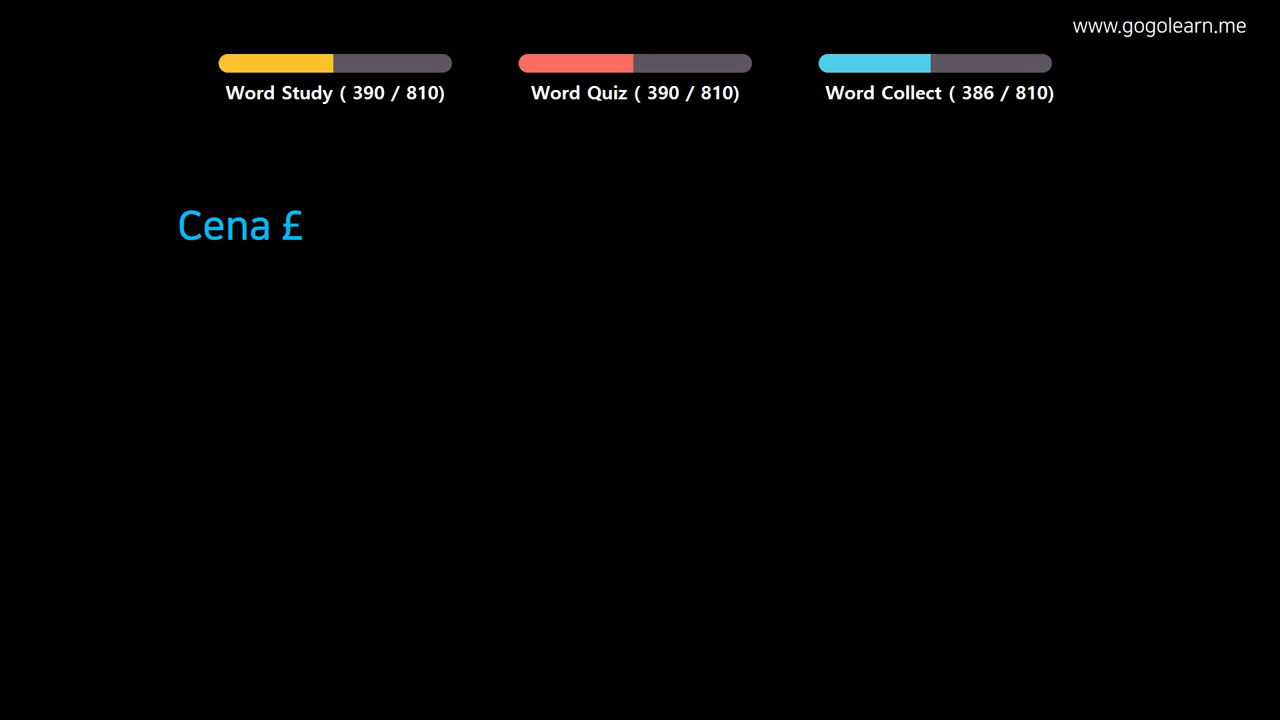 www.gogolearn.me
Word Study ( 390 / 810)
Word Quiz ( 390 / 810)
Word Collect ( 386 / 810)
Cena £